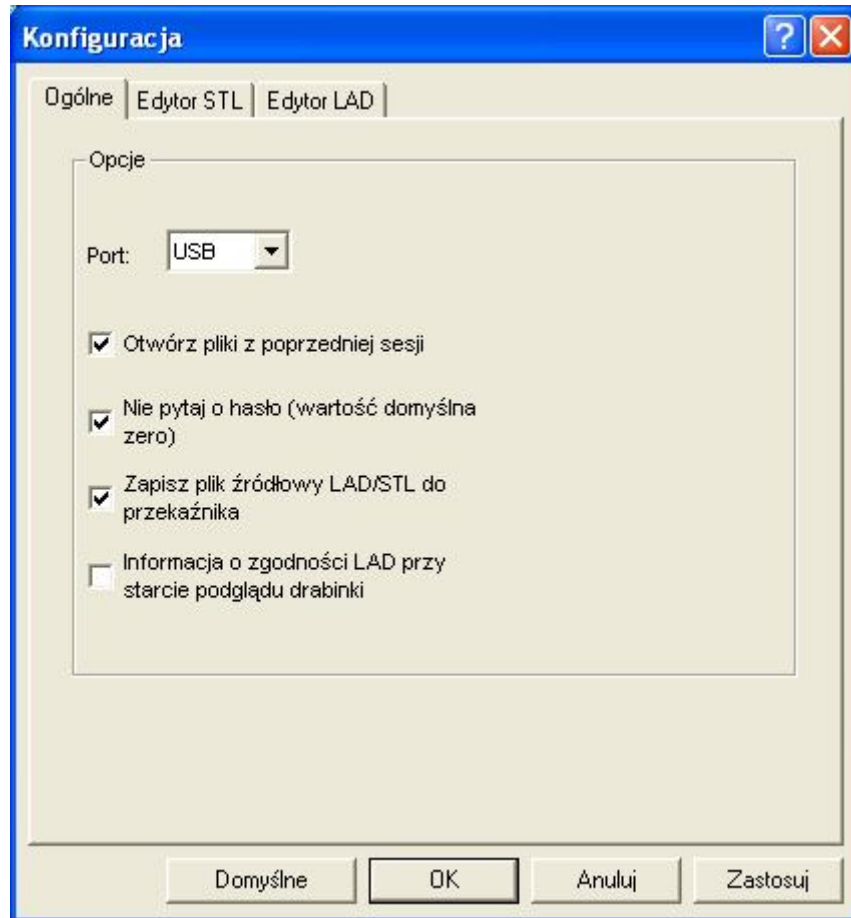 Konfiguracja
Ogólne Edytor STL Edytor LAD
Opcje
Port: USB
Otwórz pliki z poprzedniej sesji
Nie pytaj o hasło (wartość domyślna
zero)
Zapisz plik źródłowy LAD/STL do
przekaźnika
Informacja o zgodności LAD przy
starcie podglądu drabinki
Domyślne OK Anuluj Zastosuj